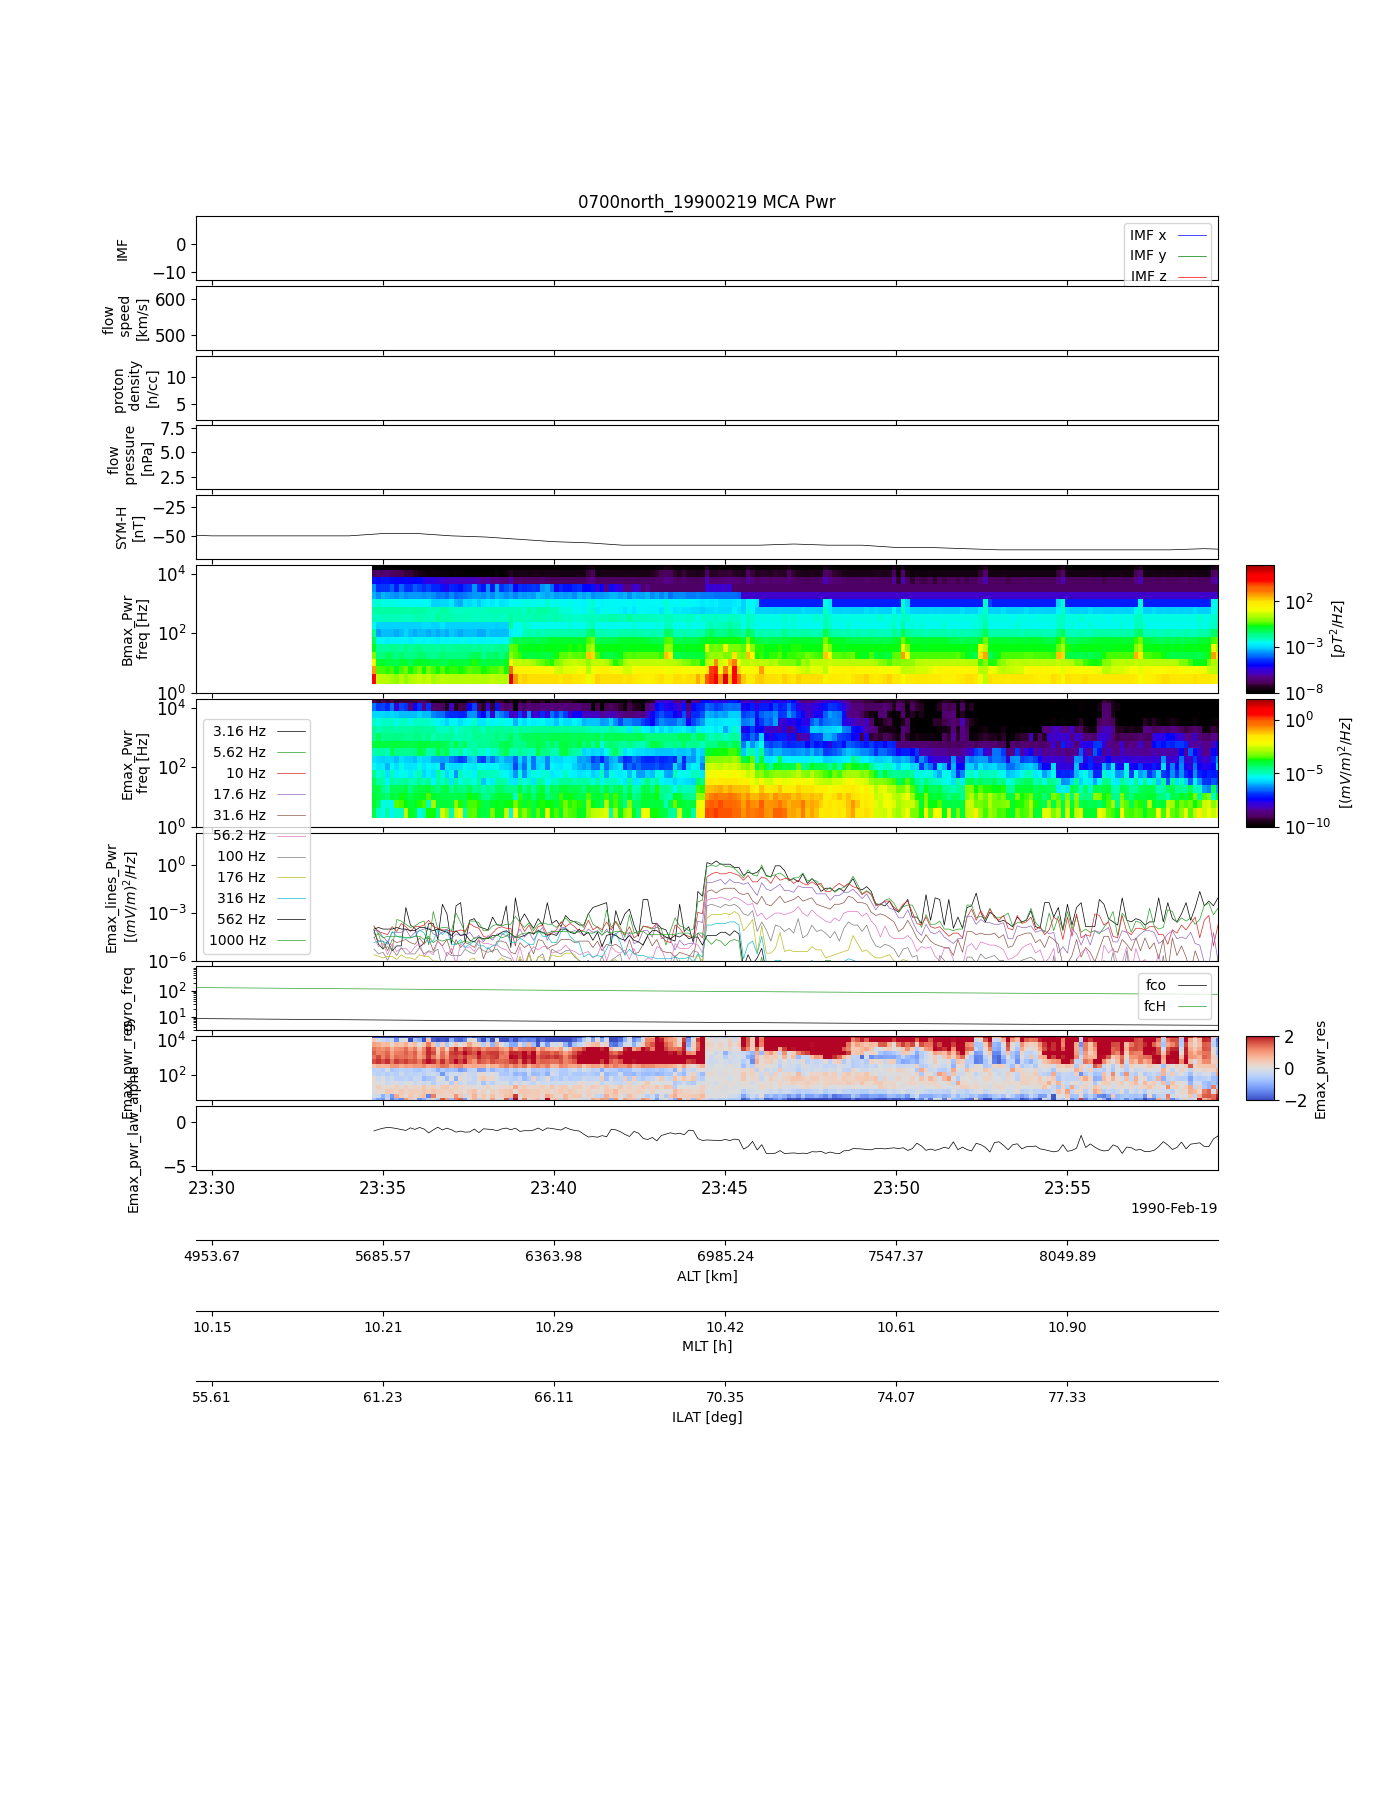 0700north_19900219 MCA Pwr
IMF
0
−10
IMF x
IMF y
IMF z
flow
speed
[km/s]
600
500
proton
density
[n/cc]
10
5
flow
pressure
[nPa]
7.5
5.0
2.5
SYM-H
[nT]
−25
−50
Bmax_Pwr
freq [Hz]
10^4
10^2
10^0
10^2
10^−3
10^−8
[pT^2/Hz]
Emax_Pwr
freq [Hz]
10^4
10^2
10^0
10^0
10^−5
10^−10
[(mV/m)^2/Hz]
3.16 Hz
5.62 Hz
10 Hz
17.6 Hz
31.6 Hz
56.2 Hz
100 Hz
176 Hz
316 Hz
562 Hz
1000 Hz
Emax_lines_Pwr
[(mV/m)^2/Hz]
10^0
10^−3
10^−6
gyro_freq
10^2
10^1
fco
fcH
Emax_pwr_res
10^4
10^2
2
0
−2
Emax_pwr_res
Emax_pwr_law_alpha
0
−5
23:30 23:35 23:40 23:45 23:50 23:55
1990-Feb-19
4953.67 5685.57 6363.98 6985.24 7547.37 8049.89
ALT [km]
10.15 10.21 10.29 10.42 10.61 10.90
MLT [h]
55.61 61.23 66.11 70.35 74.07 77.33
ILAT [deg]